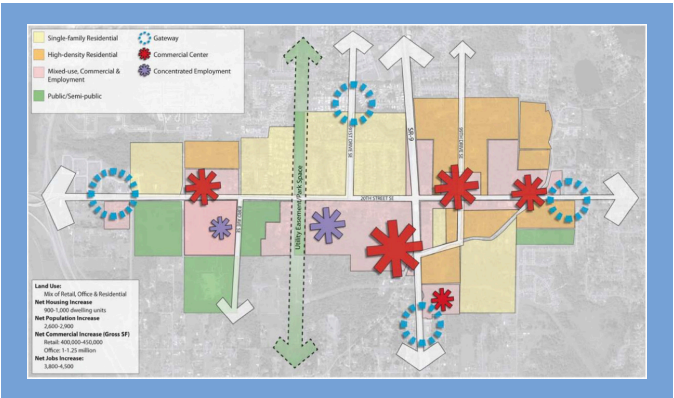 Single-family Residential
High-density Residential
Mixed-use, Commercial &
Employment
Public/Semi-public
Gateway
Commercial Center
Concentrated Employment
SR-9
20TH STREET SE
Utility Easement/Park Space
Land Use:
Mix of Retail, Office & Residential
Net Housing Increase
900-1,000 dwelling units
Net Population Increase
2,600-2,900
Net Commercial Increase (Gross SF)
Retail: 400,000-450,000
Office: 1-1.25 million
Net Jobs Increase:
3,800-4,500